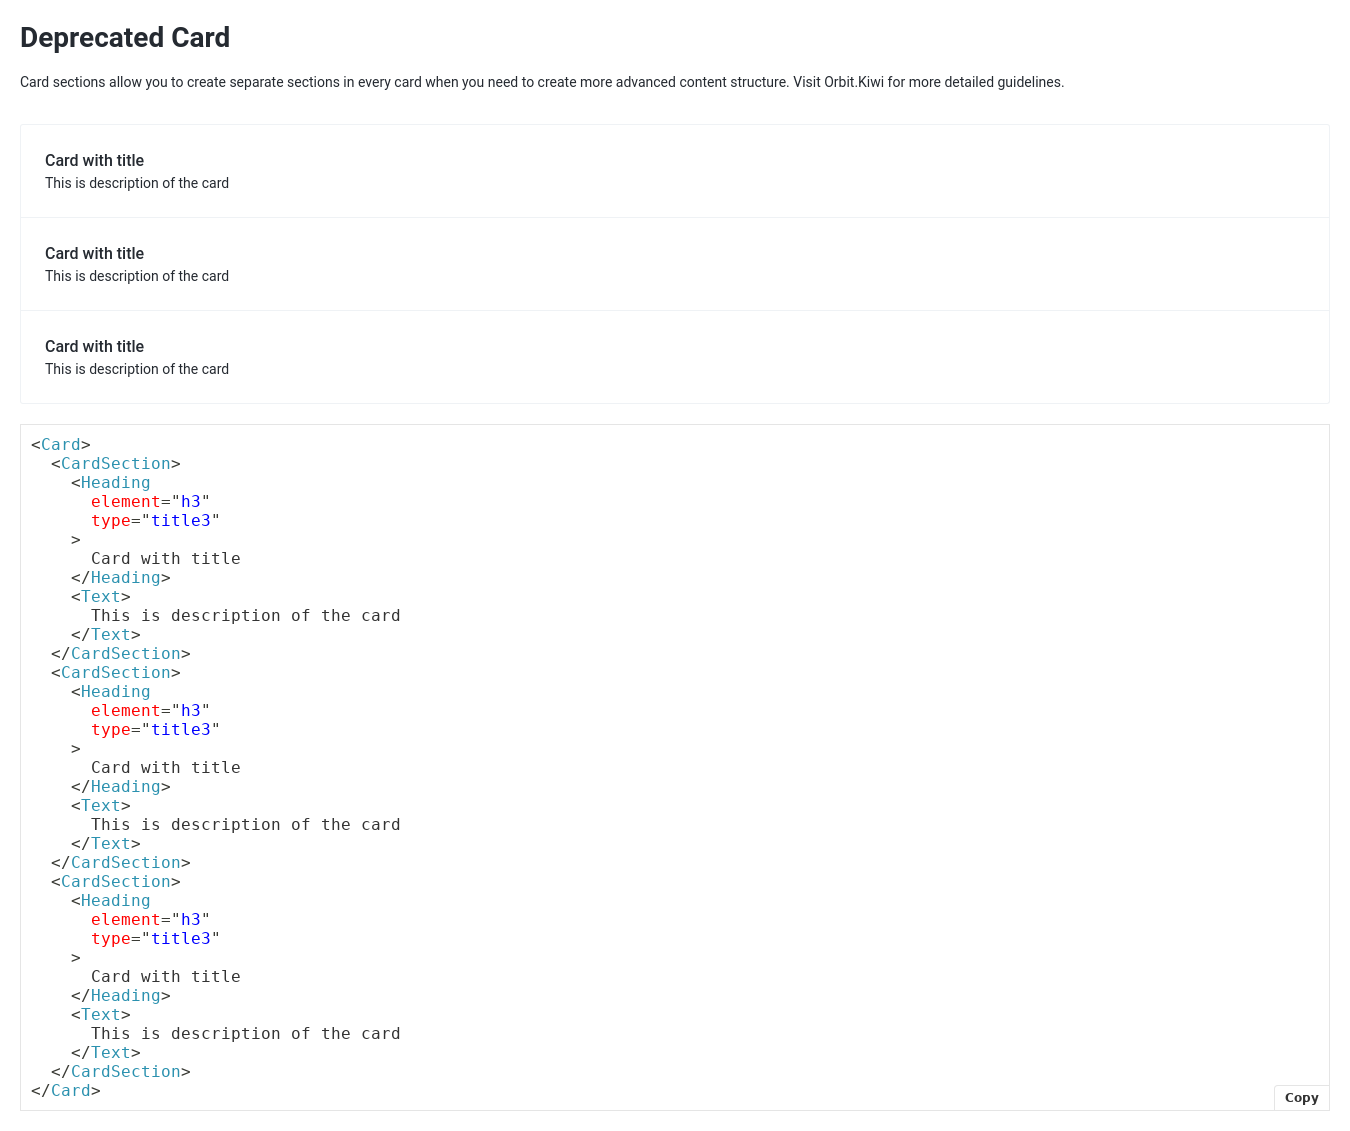 Deprecated Card
Card sections allow you to create separate sections in every card when you need to create more advanced content structure. Visit Orbit.Kiwi for more detailed guidelines.
Card with title
This is description of the card
Card with title
This is description of the card
Card with title
This is description of the card
<Card>
  <CardSection>
    <Heading
      element="h3"
      type="title3"
    >
      Card with title
    </Heading>
    <Text>
      This is description of the card
    </Text>
  </CardSection>
  <CardSection>
    <Heading
      element="h3"
      type="title3"
    >
      Card with title
    </Heading>
    <Text>
      This is description of the card
    </Text>
  </CardSection>
  <CardSection>
    <Heading
      element="h3"
      type="title3"
    >
      Card with title
    </Heading>
    <Text>
      This is description of the card
    </Text>
  </CardSection>
</Card>
Copy